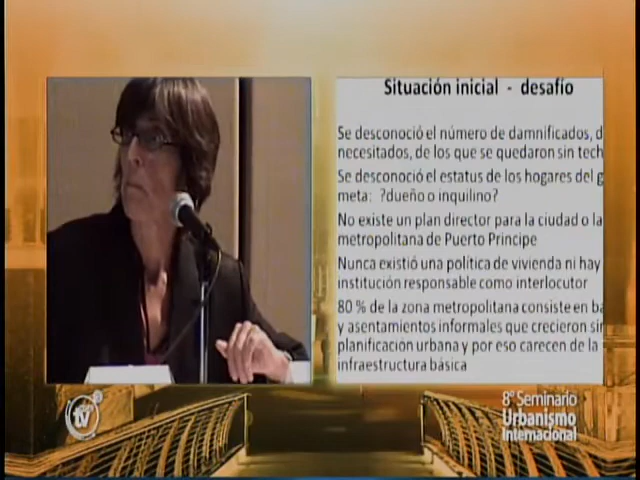 Situación inicial - desafío
Se desconoció el número de damnificados, d
necesitados, de los que se quedaron sin tech
Se desconoció el estatus de los hogares del g
meta: ?dueño o inquilino?
No existe un plan director para la ciudad o la
metropolitana de Puerto Principe
Nunca existió una política de vivienda ni hay
institución responsable como interlocutor
80 % de la zona metropolitana consiste en ba
y asentamientos informales que crecieron sin
planificación urbana y por eso carecen de la
infraestructura básica
tv
8° Seminario
Urbanismo
Internacional